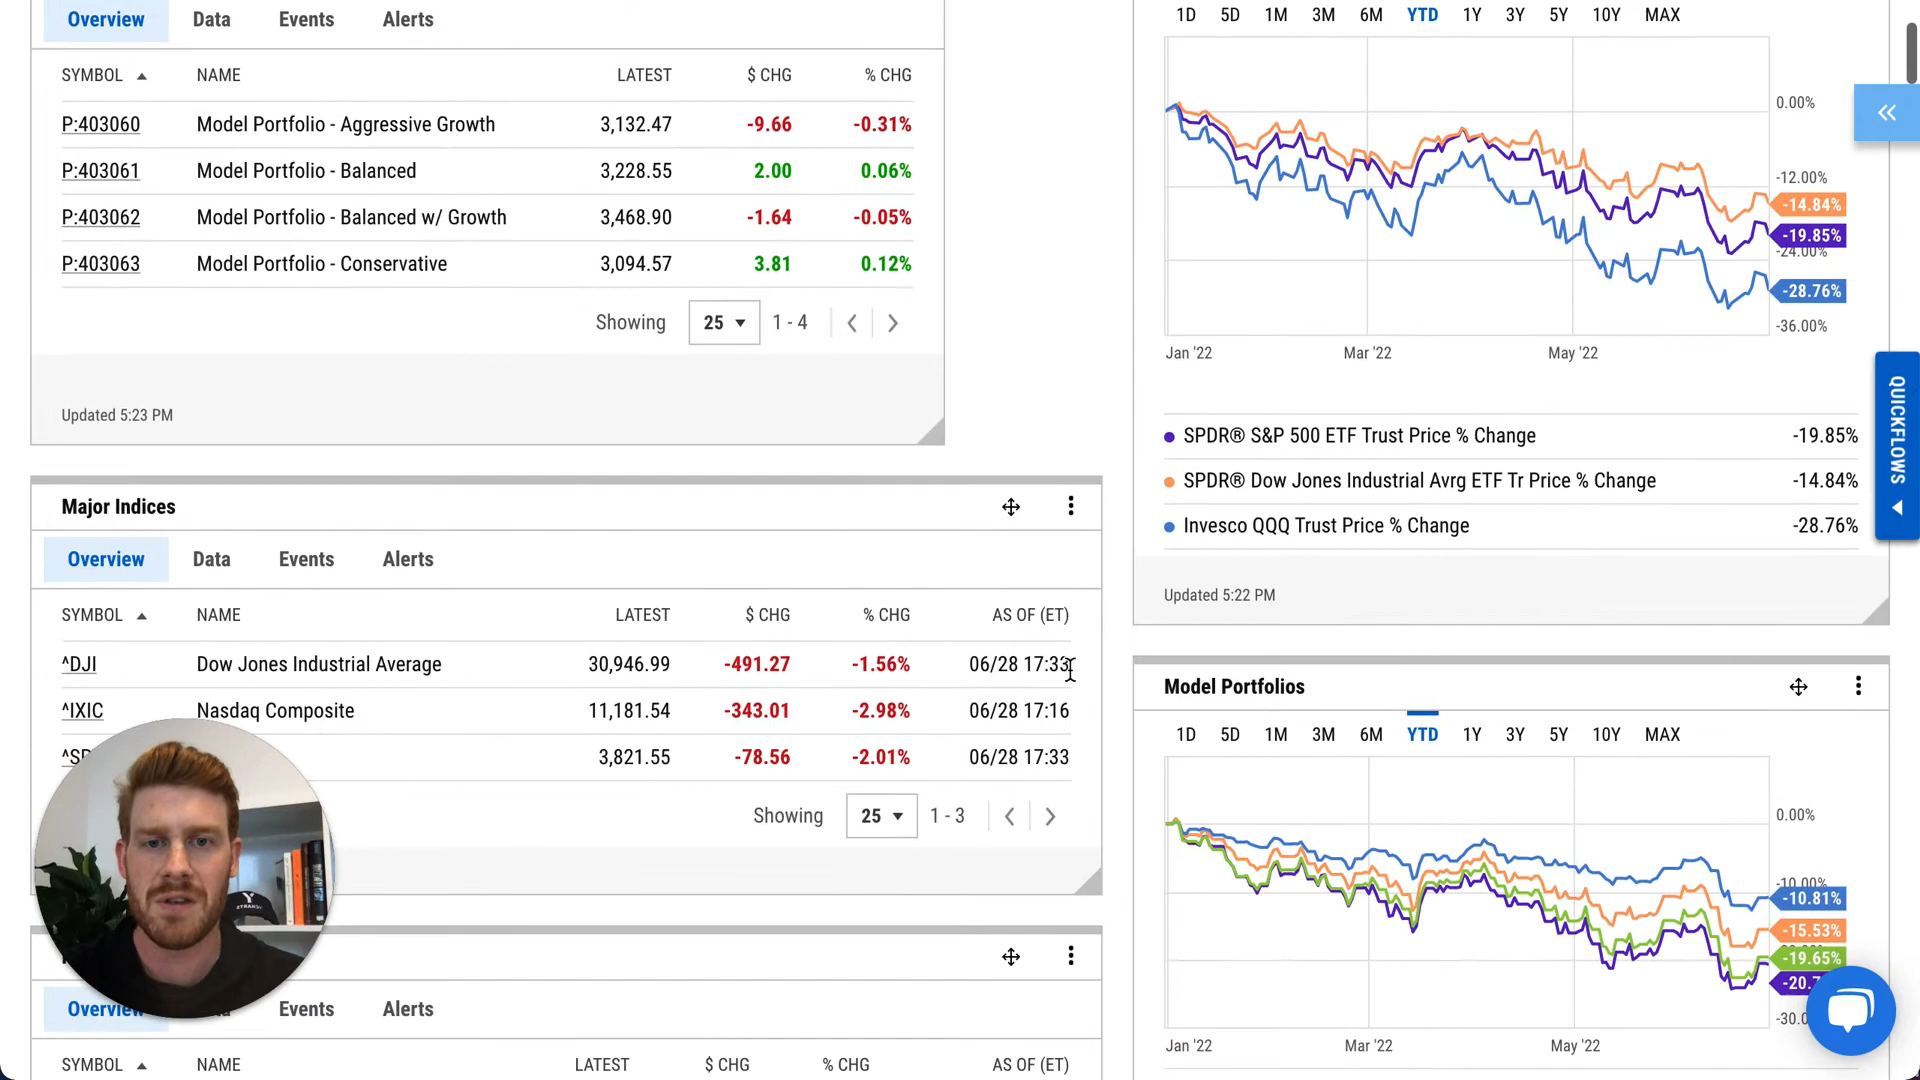 Overview Data Events Alerts
SYMBOL NAME LATEST $ CHG % CHG
P:403060 Model Portfolio - Aggressive Growth 3,132.47 -9.66 -0.31%
P:403061 Model Portfolio - Balanced 3,228.55 2.00 0.06%
P:403062 Model Portfolio - Balanced w/ Growth 3,468.90 -1.64 -0.05%
P:403063 Model Portfolio - Conservative 3,094.57 3.81 0.12%
Showing 25 1 - 4
Updated 5:23 PM
Major Indices
Overview Data Events Alerts
SYMBOL NAME LATEST $ CHG % CHG AS OF (ET)
^DJI Dow Jones Industrial Average 30,946.99 -491.27 -1.56% 06/28 17:33
^IXIC Nasdaq Composite 11,181.54 -343.01 -2.98% 06/28 17:16
3,821.55 -78.56 -2.01% 06/28 17:33
Showing 25 1 - 3
Overview Events Alerts
SYMBOL NAME LATEST $ CHG % CHG AS OF (ET)
1D 5D 1M 3M 6M YTD 1Y 3Y 5Y 10Y MAX
0.00%
-12.00%
-14.84%
-19.85%
-24.00%
-28.76%
-36.00%
Jan '22 Mar '22 May '22
SPDR® S&P 500 ETF Trust Price % Change -19.85%
SPDR® Dow Jones Industrial Avrg ETF Tr Price % Change -14.84%
Invesco QQQ Trust Price % Change -28.76%
Updated 5:22 PM
QUICKFLOWS
Model Portfolios
1D 5D 1M 3M 6M YTD 1Y 3Y 5Y 10Y MAX
0.00%
-10.00%
-10.81%
-15.53%
-19.65%
Jan '22 Mar '22 May '22